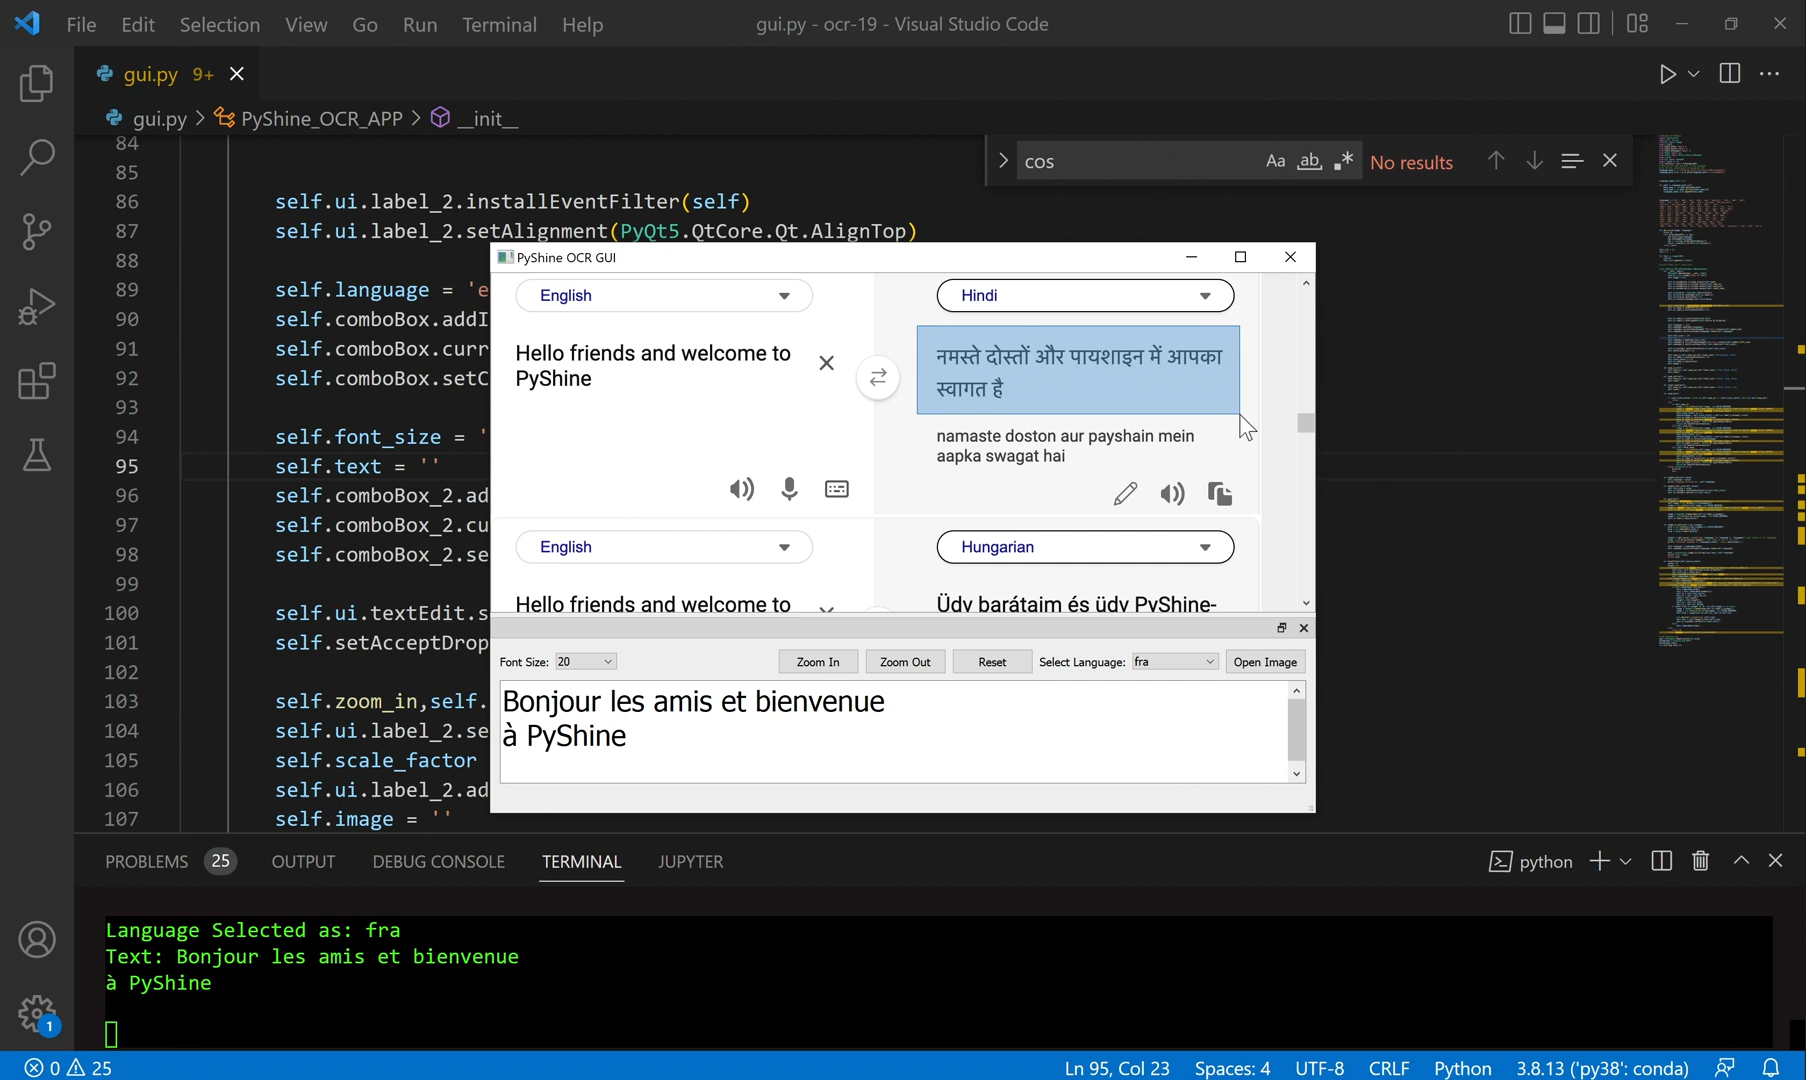 File Edit Selection View Go Run Terminal Help
gui.py - ocr-19 - Visual Studio Code
gui.py 9+
gui.py > PyShine_OCR_APP > __init__
cos
Aa ab .*
No results
84
85
86 self.ui.label_2.installEventFilter(self)
87 self.ui.label_2.setAlignment(PyQt5.QtCore.Qt.AlignTop)
88
89 self.language = 'e
90 self.comboBox.addI
91 self.comboBox.curr
92 self.comboBox.setC
93
94 self.font_size = '
95 self.text = ''
96 self.comboBox_2.ad
97 self.comboBox_2.cu
98 self.comboBox_2.se
99
100 self.ui.textEdit.s
101 self.setAcceptDrop
102
103 self.zoom_in,self.
104 self.ui.label_2.se
105 self.scale_factor
106 self.ui.label_2.ad
107 self.image = ''
PyShine OCR GUI
English
Hindi
Hello friends and welcome to
PyShine
नमस्ते दोस्तों और पायशाइन में आपका
स्वागत है
namaste doston aur payshain mein
aapka swagat hai
English
Hungarian
Hello friends and welcome to
Üdv barátaim és üdv PyShine-
Font Size: 20
Zoom In
Zoom Out
Reset
Select Language: fra
Open Image
Bonjour les amis et bienvenue
à PyShine
PROBLEMS 25 OUTPUT DEBUG CONSOLE TERMINAL JUPYTER
python
Language Selected as: fra
Text: Bonjour les amis et bienvenue
à PyShine
1
0 25
Ln 95, Col 23 Spaces: 4 UTF-8 CRLF Python 3.8.13 ('py38': conda)